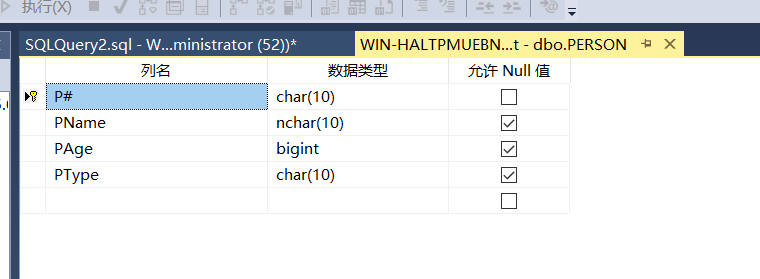 执行(X)
SQLQuery2.sql - W...ministrator (52))*
WIN-HALTPMUEBN...t - dbo.PERSON
列名 数据类型 允许 Null 值
P# char(10)
PName nchar(10)
PAge bigint
PType char(10)